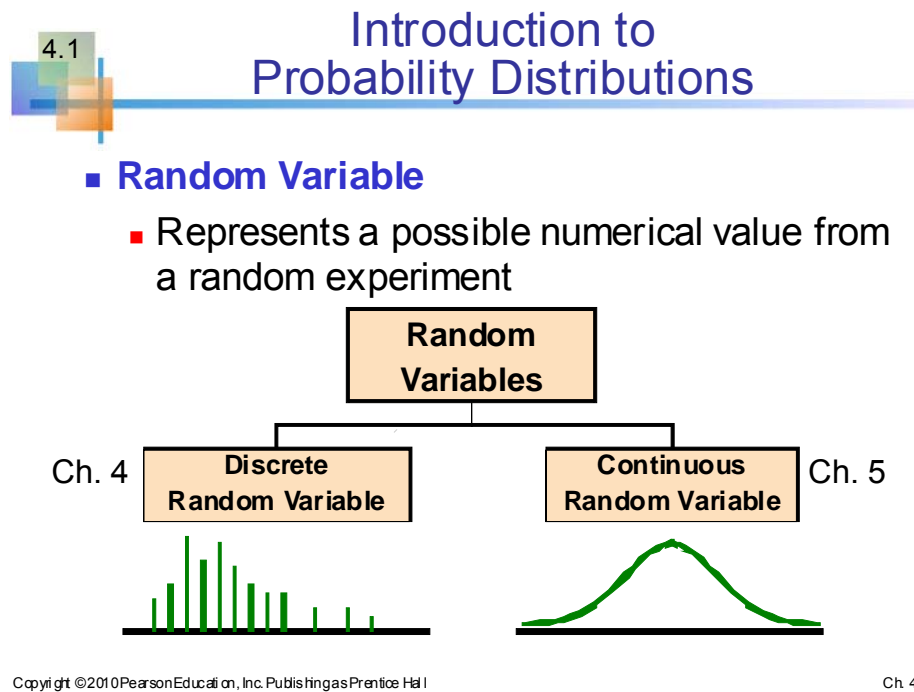 4.1
Introduction to
Probability Distributions
Random Variable
Represents a possible numerical value from
a random experiment
Random
Variables
Ch. 4
Discrete
Random Variable
Continuous
Random Variable
Ch. 5
Copyright ©2010 Pearson Education, Inc. Publishing as Prentice Hall
Ch. 4